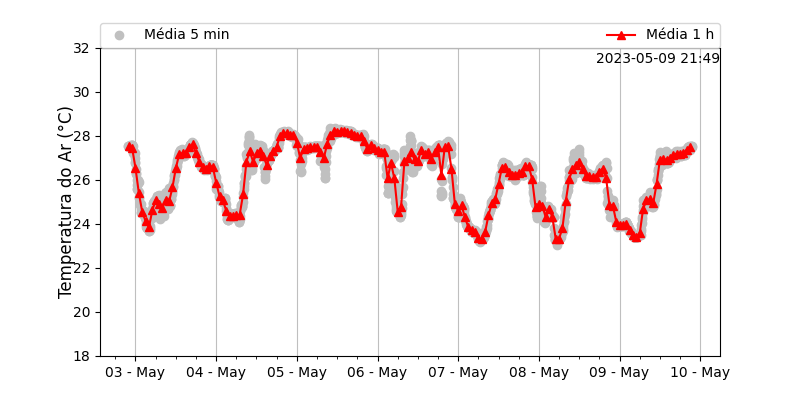 Média 5 min
Média 1 h
2023-05-09 21:49
Temperatura do Ar (°C)
32
30
28
26
24
22
20
18
03 - May
04 - May
05 - May
06 - May
07 - May
08 - May
09 - May
10 - May